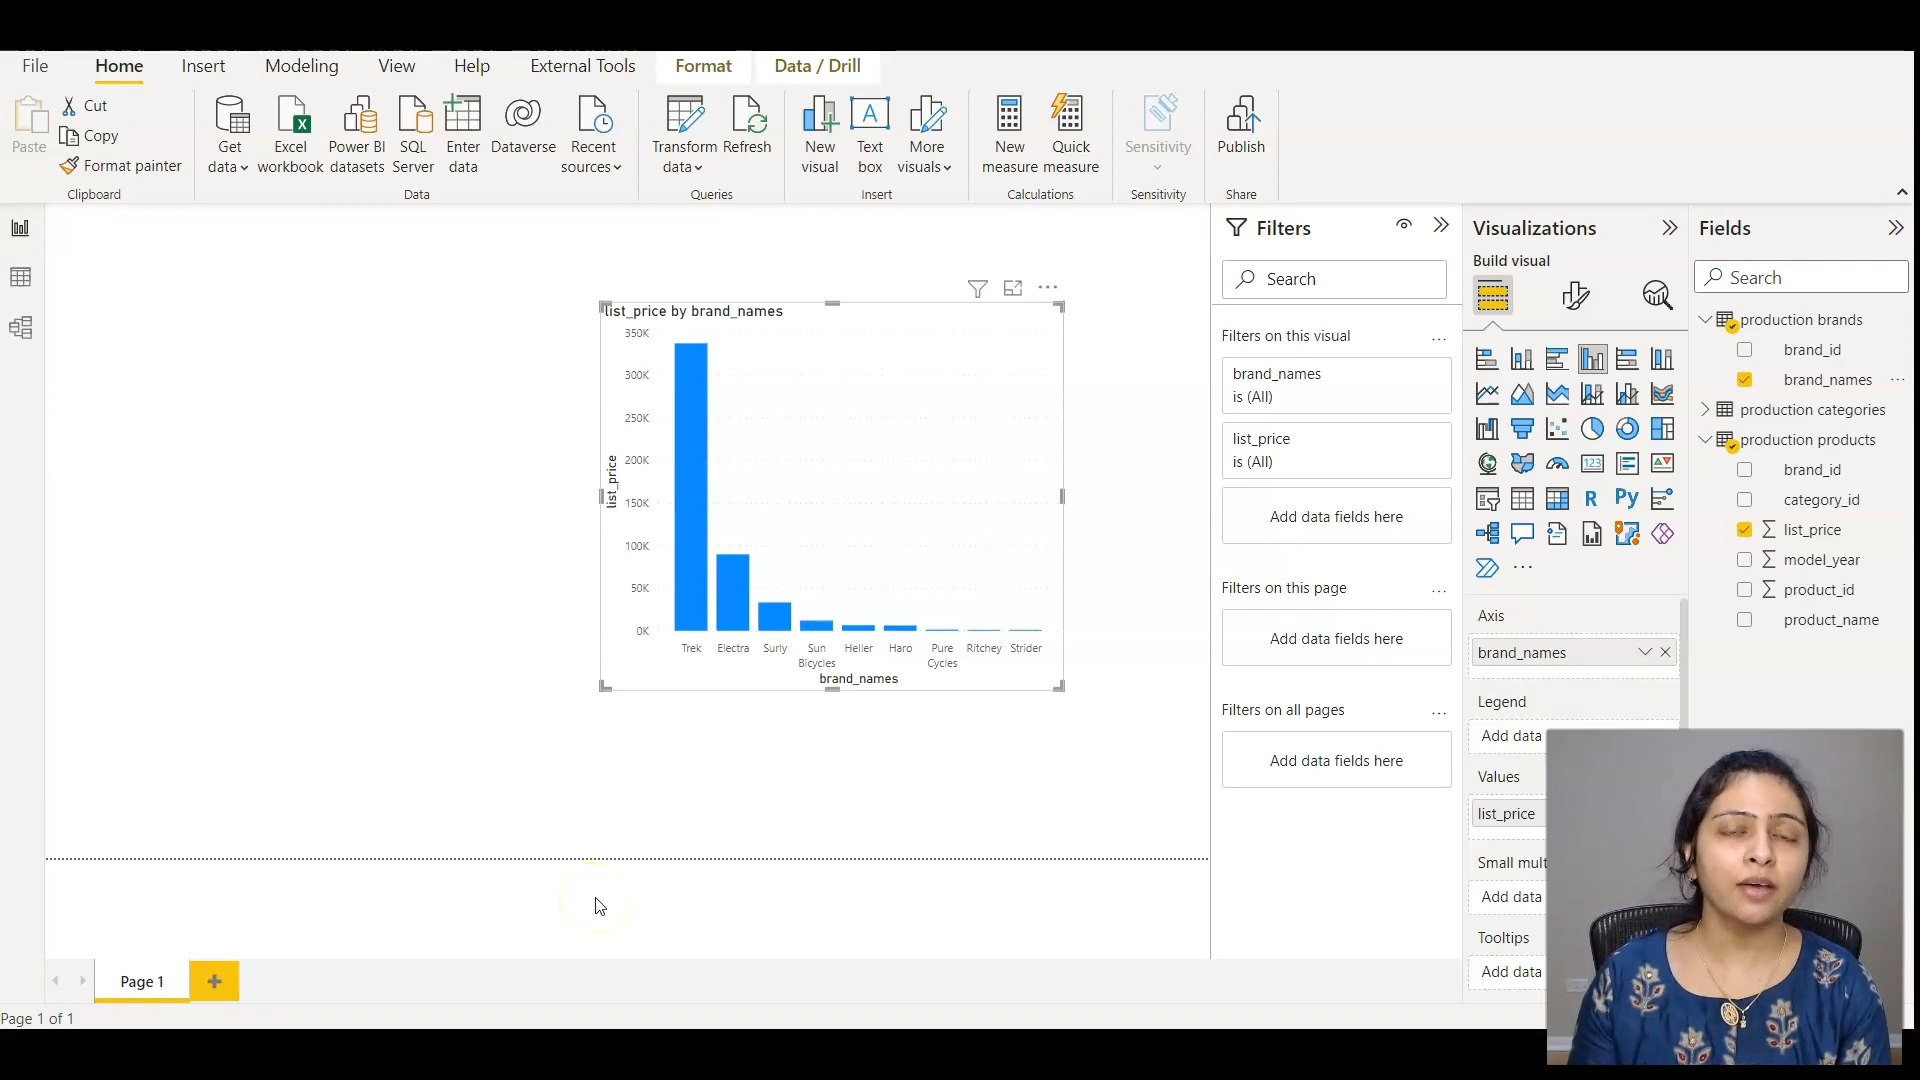 File
Home
Insert
Modeling
View
Help
External Tools
Format
Data / Drill
Paste
Cut
Copy
Format painter
Clipboard
Get data
Excel workbook
Power BI datasets
SQL Server
Enter data
Dataverse
Recent sources
Data
Transform data
Refresh
Queries
New visual
Text box
More visuals
Insert
New measure
Quick measure
Calculations
Sensitivity
Sensitivity
Publish
Share
list_price by brand_names
350K
300K
250K
200K
150K
100K
50K
0K
list_price
Trek
Electra
Surly
Sun Bicycles
Heller
Haro
Pure Cycles
Ritchey
Strider
brand_names
Filters
Search
Filters on this visual
...
brand_names
is (All)
list_price
is (All)
Add data fields here
Filters on this page
...
Add data fields here
Filters on all pages
...
Add data fields here
Visualizations
Build visual
123
R
Py
...
Axis
brand_names
Legend
Add data
Values
list_price
Small mult
Add data
Tooltips
Add data
Fields
Search
production brands
brand_id
brand_names
...
production categories
production products
brand_id
category_id
list_price
model_year
product_id
product_name
Page 1
Page 1 of 1